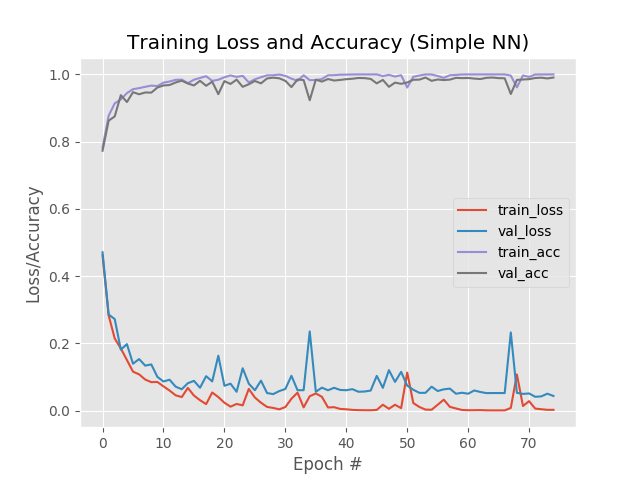 Training Loss and Accuracy (Simple NN)
Loss/Accuracy
1.0
0.8
0.6
0.4
0.2
0.0
train_loss
val_loss
train_acc
val_acc
0 10 20 30 40 50 60 70
Epoch #